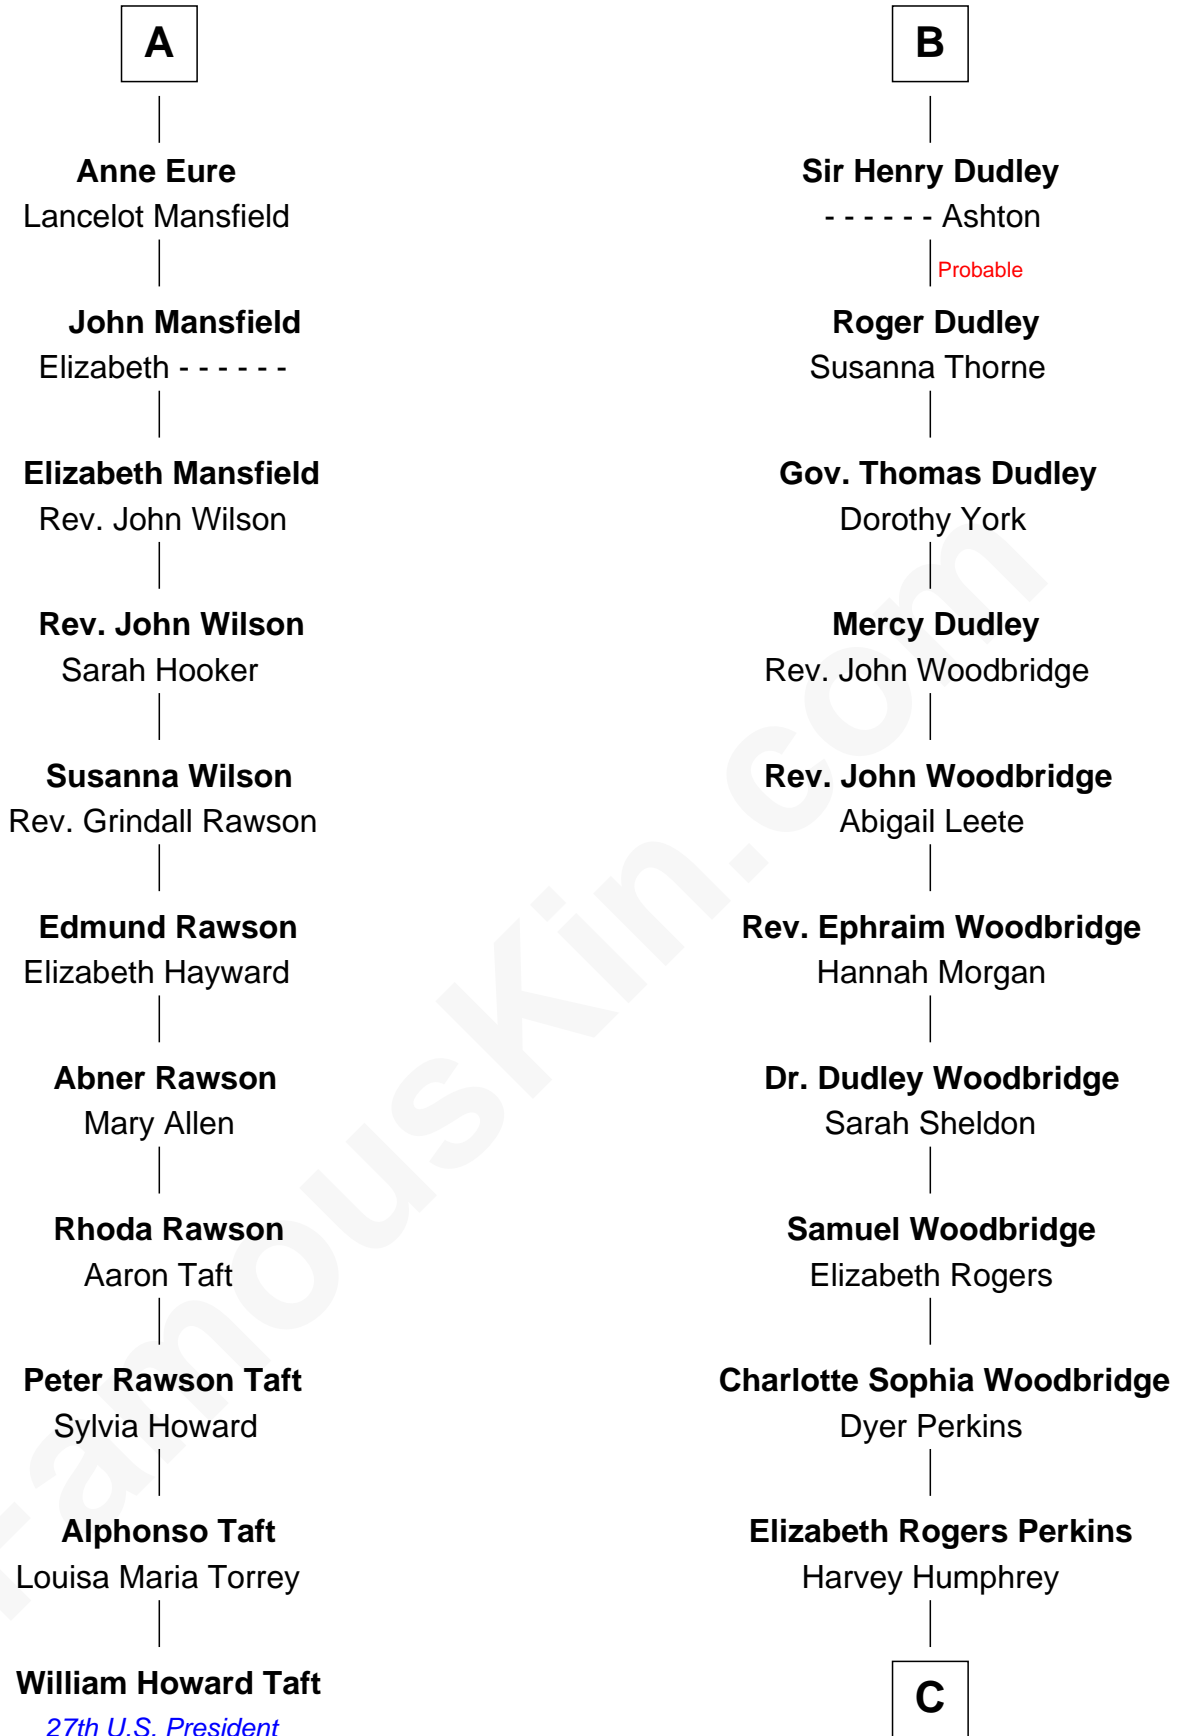 A
Anne Eure
Lancelot Mansfield
John Mansfield
Elizabeth - - - - - -
Elizabeth Mansfield
Rev. John Wilson
Rev. John Wilson
Sarah Hooker
Susanna Wilson
Rev. Grindall Rawson
Edmund Rawson
Elizabeth Hayward
Abner Rawson
Mary Allen
Rhoda Rawson
Aaron Taft
Peter Rawson Taft
Sylvia Howard
Alphonso Taft
Louisa Maria Torrey
William Howard Taft
27th U.S. President
B
Sir Henry Dudley
- - - - - - Ashton
Probable
Roger Dudley
Susanna Thorne
Gov. Thomas Dudley
Dorothy York
Mercy Dudley
Rev. John Woodbridge
Rev. John Woodbridge
Abigail Leete
Rev. Ephraim Woodbridge
Hannah Morgan
Dr. Dudley Woodbridge
Sarah Sheldon
Samuel Woodbridge
Elizabeth Rogers
Charlotte Sophia Woodbridge
Dyer Perkins
Elizabeth Rogers Perkins
Harvey Humphrey
C
FamousKin.com